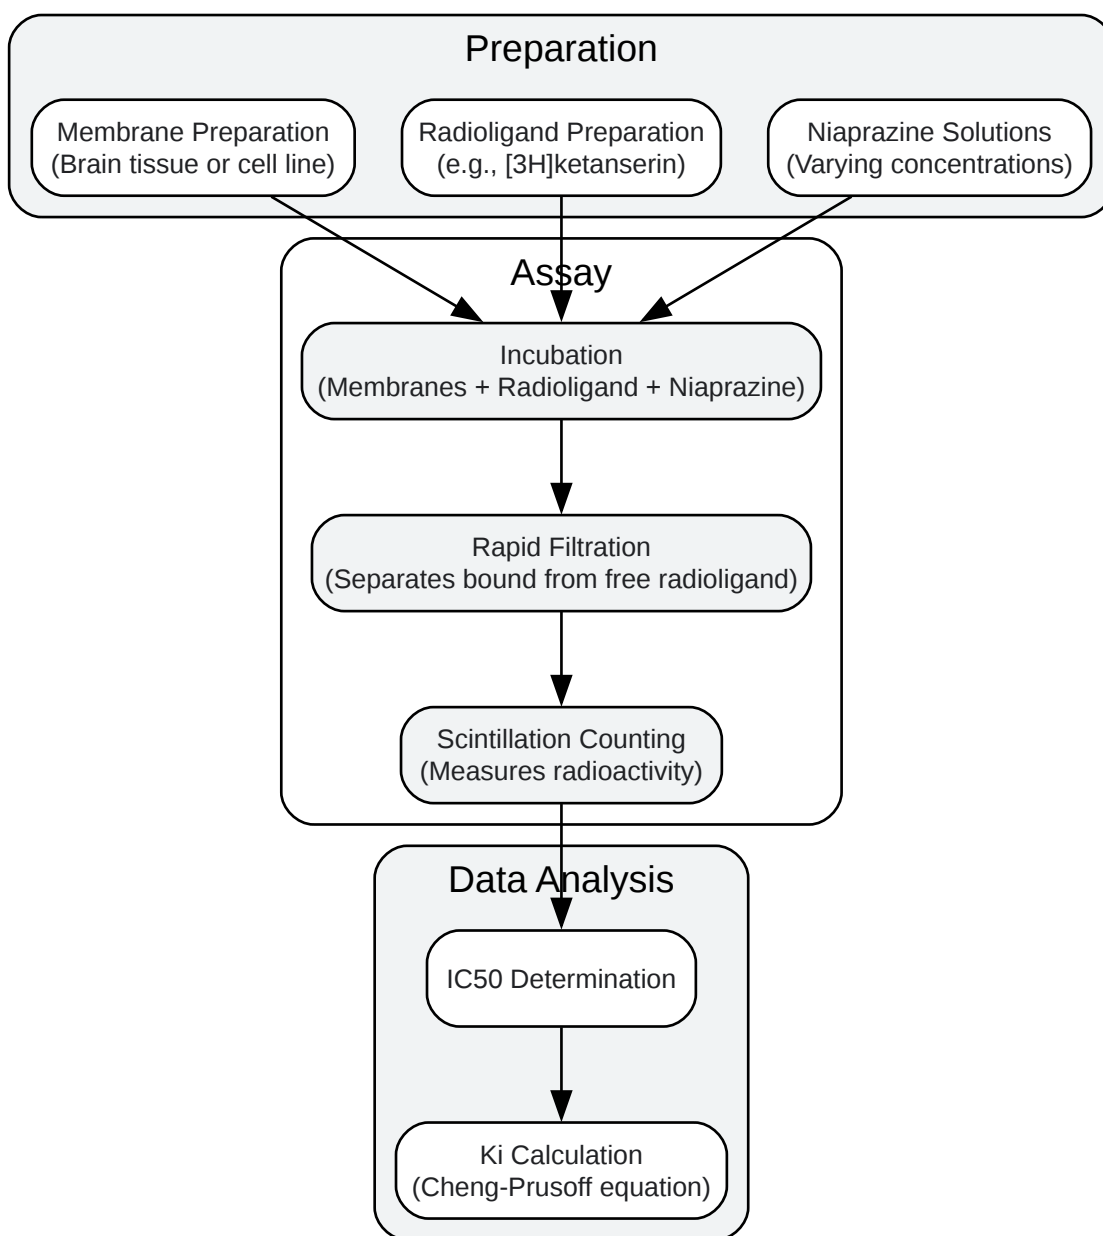 Preparation
Membrane Preparation
(Brain tissue or cell line)
Radioligand Preparation
(e.g., [3H]ketanserin)
Niaprazine Solutions
(Varying concentrations)
Assay
Incubation
(Membranes + Radioligand + Niaprazine)
Rapid Filtration
(Separates bound from free radioligand)
Scintillation Counting
(Measures radioactivity)
Data Analysis
IC50 Determination
Ki Calculation
(Cheng-Prusoff equation)